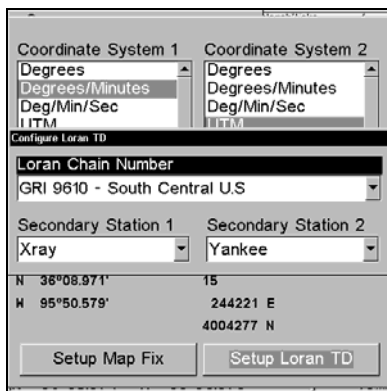 Coordinate System 1 Coordinate System 2
Degrees Degrees
Degrees/Minutes Degrees/Minutes
Deg/Min/Sec Deg/Min/Sec
UTM UTM
Configure Loran TD
Loran Chain Number
GRI 9610 - South Central U.S
Secondary Station 1 Secondary Station 2
Xray Yankee
N 36°08.971' 15
W 95°50.579' 244221 E
4004277 N
Setup Map Fix Setup Loran TD